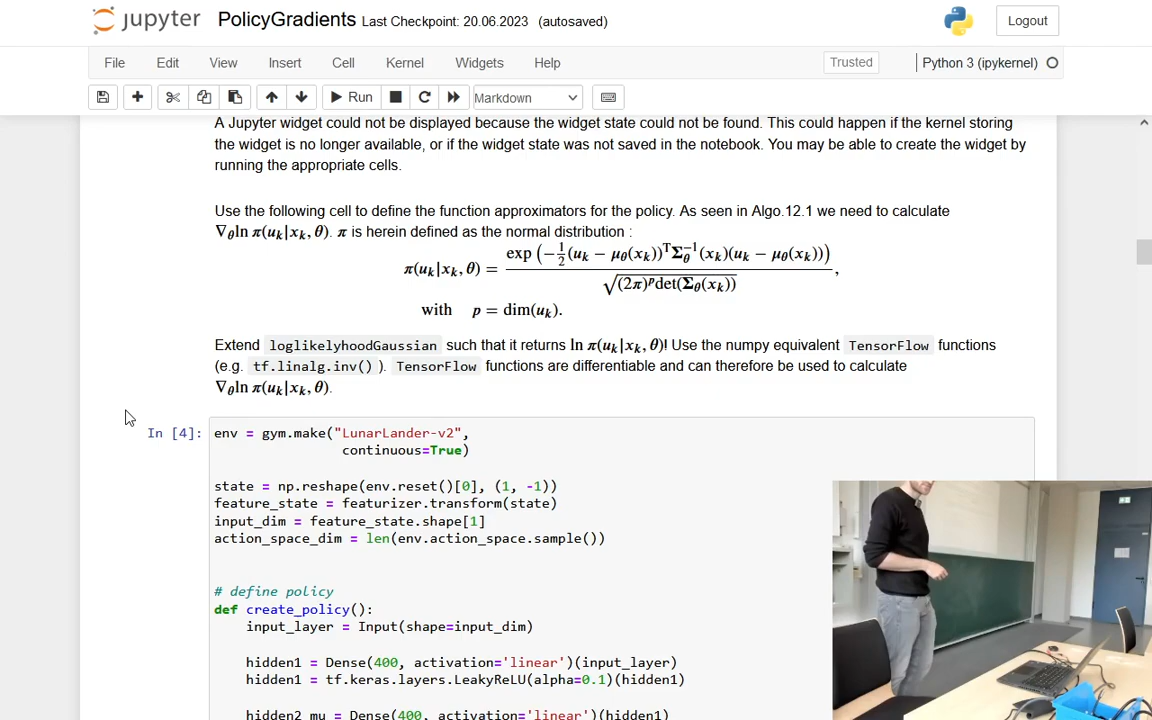 jupyter PolicyGradients Last Checkpoint: 20.06.2023 (autosaved) Logout
File Edit View Insert Cell Kernel Widgets Help Trusted Python 3 (ipykernel)
Run Markdown
A Jupyter widget could not be displayed because the widget state could not be found. This could happen if the kernel storing
the widget is no longer available, or if the widget state was not saved in the notebook. You may be able to create the widget by
running the appropriate cells.
Use the following cell to define the function approximators for the policy. As seen in Algo.12.1 we need to calculate
∇θln π(uk|xk, θ). π is herein defined as the normal distribution :
π(uk|xk, θ) = exp (−1/2(uk − μθ(xk))ᵀΣθ⁻¹(xk)(uk − μθ(xk))) / √((2π)ᵖdet(Σθ(xk))) ,
with p = dim(uk).
Extend loglikelyhoodGaussian such that it returns ln π(uk|xk, θ)! Use the numpy equivalent TensorFlow functions
(e.g. tf.linalg.inv() ). TensorFlow functions are differentiable and can therefore be used to calculate
∇θln π(uk|xk, θ).
In [4]: env = gym.make("LunarLander-v2",
continuous=True)
state = np.reshape(env.reset()[0], (1, -1))
feature_state = featurizer.transform(state)
input_dim = feature_state.shape[1]
action_space_dim = len(env.action_space.sample())
# define policy
def create_policy():
input_layer = Input(shape=input_dim)
hidden1 = Dense(400, activation='linear')(input_layer)
hidden1 = tf.keras.layers.LeakyReLU(alpha=0.1)(hidden1)
hidden2_mu = Dense(400, activation='linear')(hidden1)